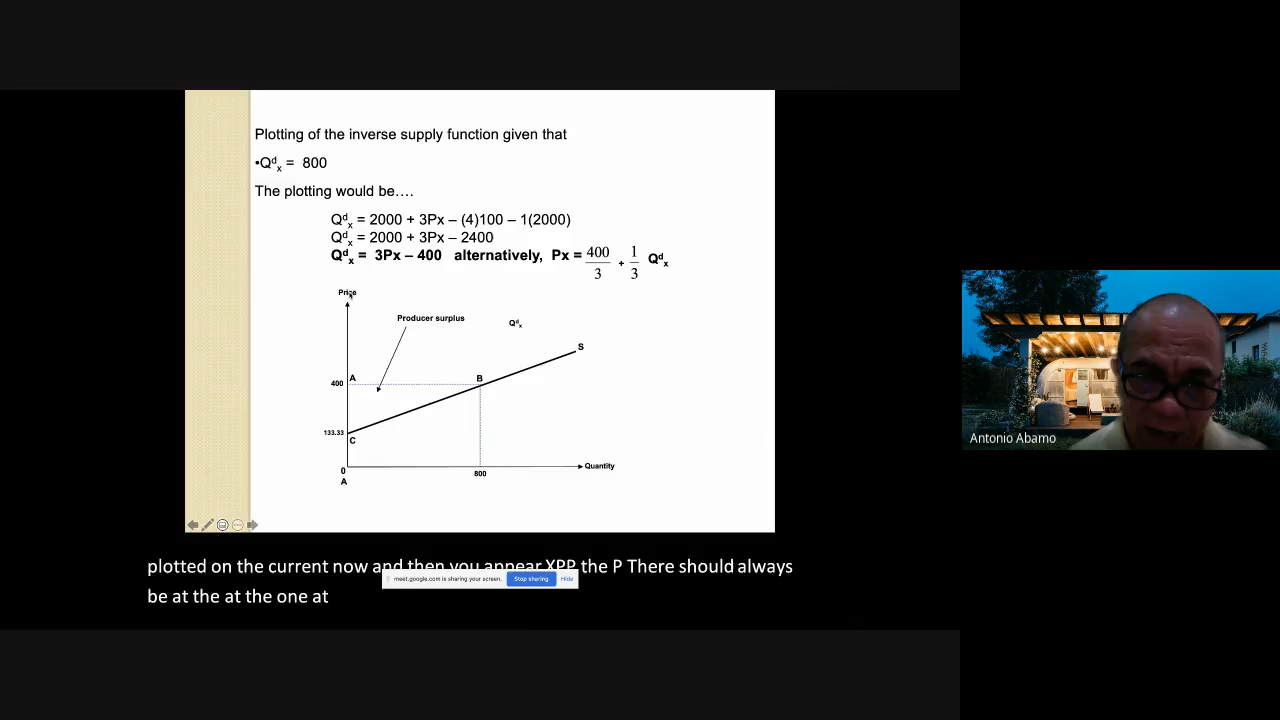 Plotting of the inverse supply function given that
•Qᵈₓ = 800
The plotting would be….
Qᵈₓ = 2000 + 3Px – (4)100 – 1(2000)
Qᵈₓ = 2000 + 3Px – 2400
Qᵈₓ = 3Px – 400 alternatively, Px = 400/3 + 1/3 Qᵈₓ
Price
Producer surplus
Qᵈₓ
S
A
B
400
133.33
C
0
A
800
Quantity
Antonio Abamo
plotted on the current now and then you appear XPP the P There should always
be at the at the one at
meet.google.com is sharing your screen.
Stop sharing
Hide